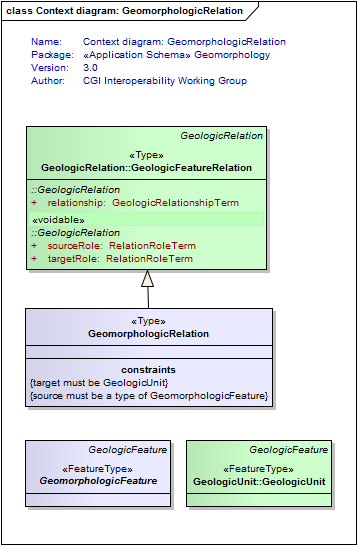 class Context diagram: GeomorphologicRelation
Name: Context diagram: GeomorphologicRelation
Package: «Application Schema» Geomorphology
Version: 3.0
Author: CGI Interoperability Working Group
GeologicRelation
«Type»
GeologicRelation::GeologicFeatureRelation
::GeologicRelation
+ relationship: GeologicRelationshipTerm
«voidable»
::GeologicRelation
+ sourceRole: RelationRoleTerm
+ targetRole: RelationRoleTerm
«Type»
GeomorphologicRelation
constraints
{target must be GeologicUnit}
{source must be a type of GeomorphologicFeature}
GeologicFeature
«FeatureType»
GeomorphologicFeature
GeologicFeature
«FeatureType»
GeologicUnit::GeologicUnit